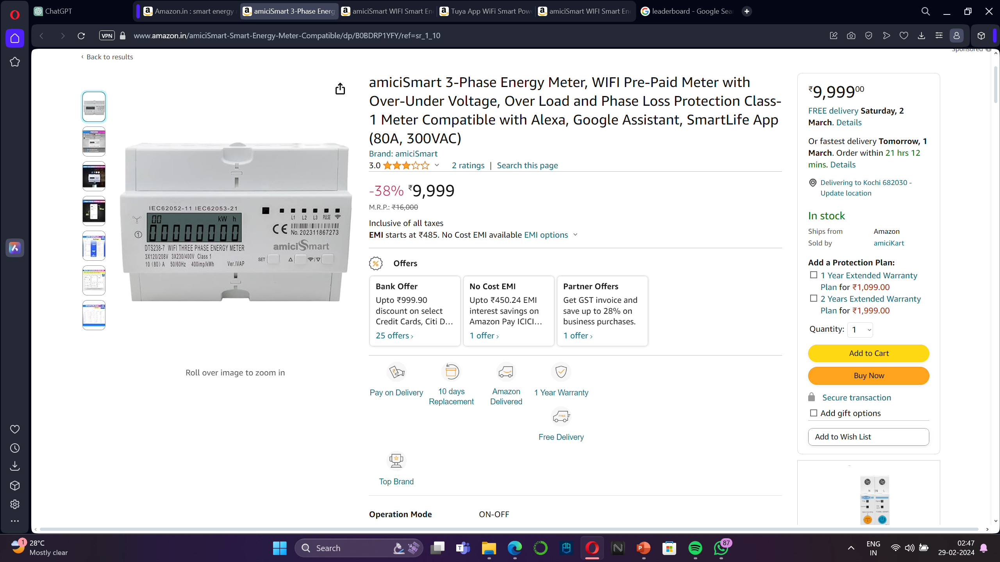 ChatGPT
Amazon.in : smart energy
amiciSmart 3-Phase Energ
amiciSmart WIFI Smart En
Tuya App WiFi Smart Pow
amiciSmart WIFI Smart En
leaderboard - Google Sea
VPN
www.amazon.in/amiciSmart-Smart-Energy-Meter-Compatible/dp/B0BDRP1YFY/ref=sr_1_10
Sponsored
‹ Back to results
amiciSmart 3-Phase Energy Meter, WIFI Pre-Paid Meter with
Over-Under Voltage, Over Load and Phase Loss Protection Class-
1 Meter Compatible with Alexa, Google Assistant, SmartLife App
(80A, 300VAC)
Brand: amiciSmart
3.0
2 ratings | Search this page
-38% ₹9,999
M.R.P.: ₹16,000
Inclusive of all taxes
EMI starts at ₹485. No Cost EMI available EMI options
Offers
Bank Offer
Upto ₹999.90
discount on select
Credit Cards, Citi D…
25 offers ›
No Cost EMI
Upto ₹450.24 EMI
interest savings on
Amazon Pay ICICI…
1 offer ›
Partner Offers
Get GST invoice and
save up to 28% on
business purchases.
1 offer ›
Pay on Delivery
10 days
Replacement
Amazon
Delivered
1 Year Warranty
FREE
Free Delivery
Top Brand
Operation Mode ON-OFF
IEC62052-11 IEC62053-21
00 kW h
00000000
1
DTS238-7 WIFI THREE PHASE ENERGY METER
3X120/208V 3X230/400V Class 1
10 (80) A 50/60Hz 400imp/kWh Ver.IVAP
L1 L2 L3 PULSE
CE
No. 202311867273
amiciSmart
SET
Roll over image to zoom in
₹9,99900
FREE delivery Saturday, 2
March. Details
Or fastest delivery Tomorrow, 1
March. Order within 21 hrs 12
mins. Details
Delivering to Kochi 682030 -
Update location
In stock
Ships from Amazon
Sold by amiciKart
Add a Protection Plan:
1 Year Extended Warranty
Plan for ₹1,099.00
2 Years Extended Warranty
Plan for ₹1,999.00
Quantity: 1
Add to Cart
Buy Now
Secure transaction
Add gift options
Add to Wish List
N IN L
1
28°C
Mostly clear
Search
87
ENG
IN
02:47
29-02-2024